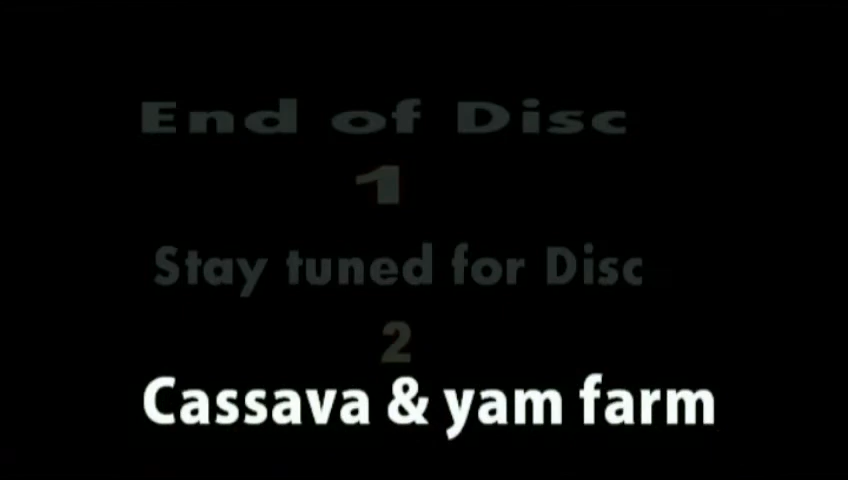 End of Disc
1
Stay tuned for Disc
2
Cassava & yam farm